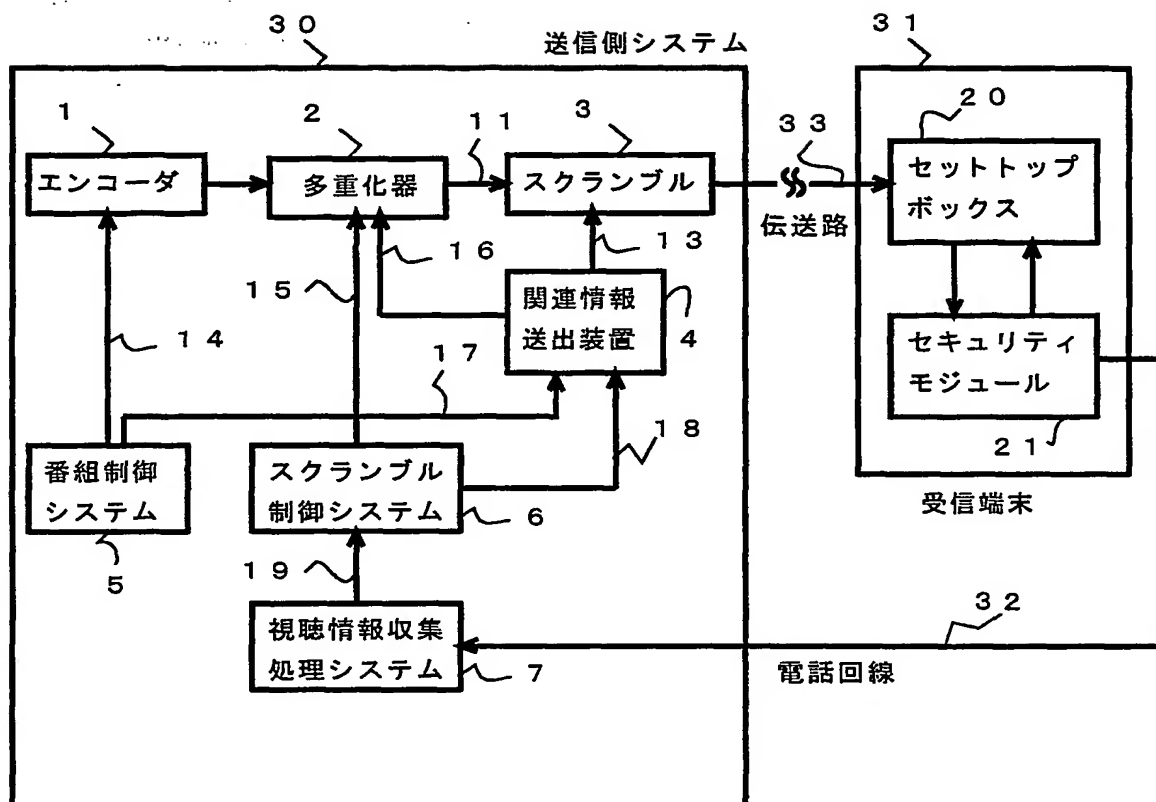 ３０
送信側システム
３１
１
エンコーダ
２
多重化器
１１
３
スクランブル
３３
伝送路
２０
セットトップ
ボックス
１３
１６
１５
関連情報
送出装置
４
１４
１７
１８
セキュリティ
モジュール
２１
受信端末
番組制御
システム
５
スクランブル
制御システム
６
１９
視聴情報収集
処理システム
７
３２
電話回線